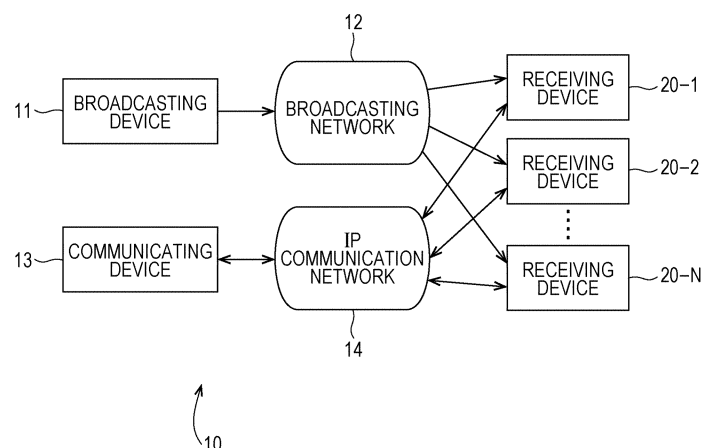 12
BROADCASTING
DEVICE
11
BROADCASTING
NETWORK
RECEIVING
DEVICE
20-1
RECEIVING
DEVICE
20-2
COMMUNICATING
DEVICE
13
IP
COMMUNICATION
NETWORK
14
RECEIVING
DEVICE
20-N
10